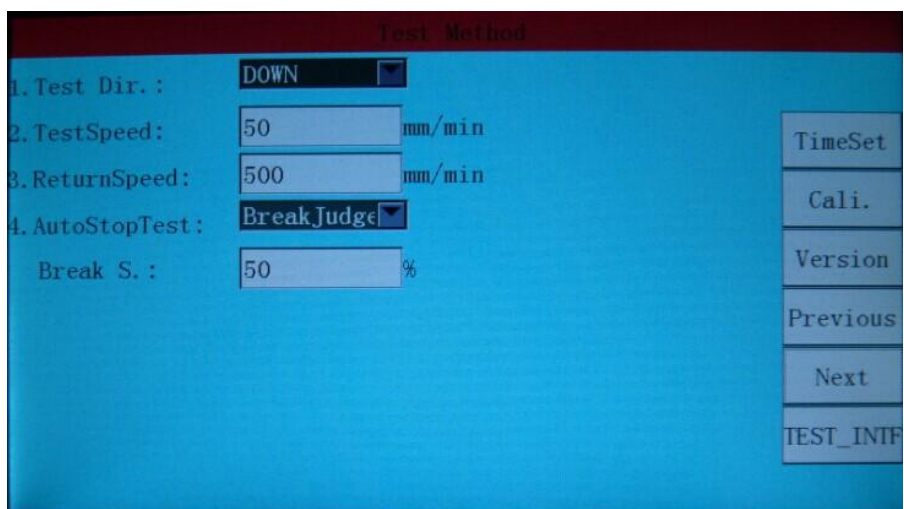 Test Method
1.Test Dir.: DOWN
2.TestSpeed: 50 mm/min
3.ReturnSpeed: 500 mm/min
4.AutoStopTest: BreakJudge
Break S.: 50 %
TimeSet
Cali.
Version
Previous
Next
TEST_INTF